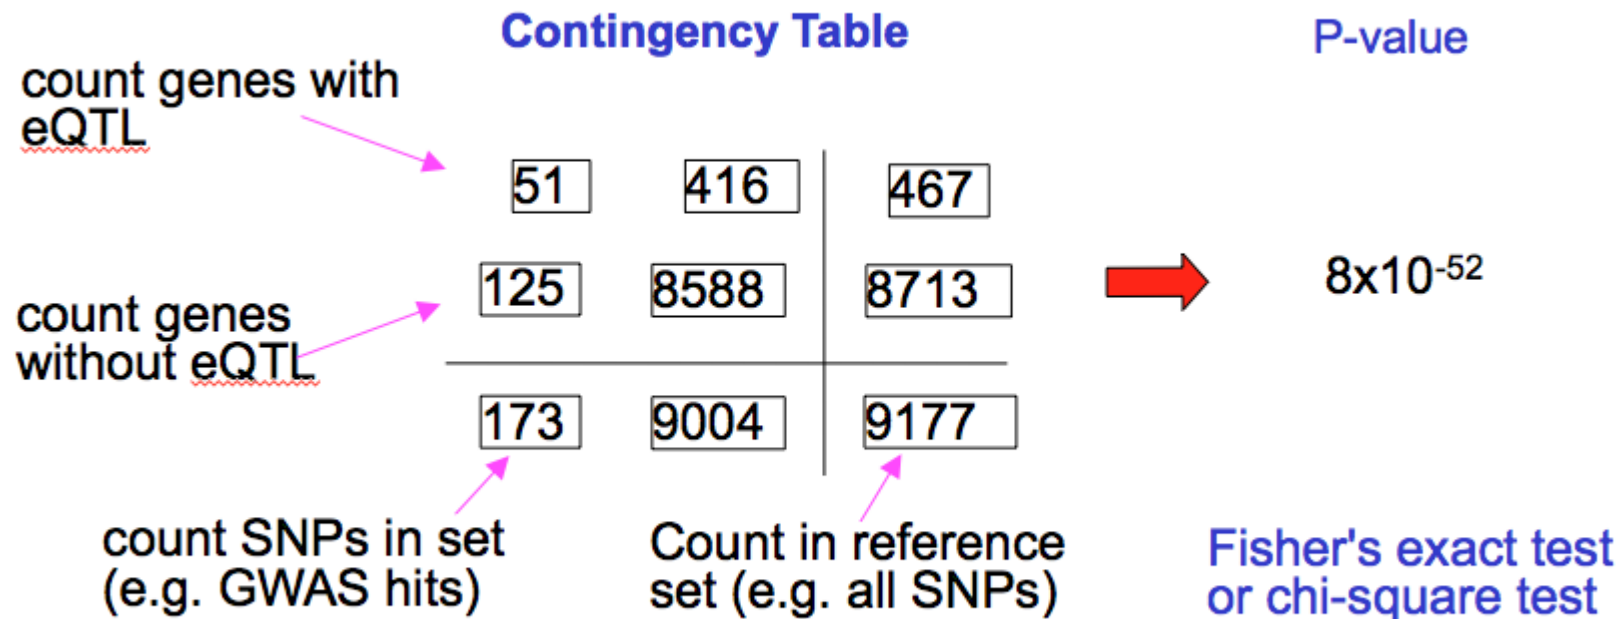 Contingency Table
P-value
count genes with
eQTL
51 416 467
125 8588 8713
8x10-52
count genes
without eQTL
173 9004 9177
count SNPs in set
(e.g. GWAS hits)
Count in reference
set (e.g. all SNPs)
Fisher's exact test
or chi-square test